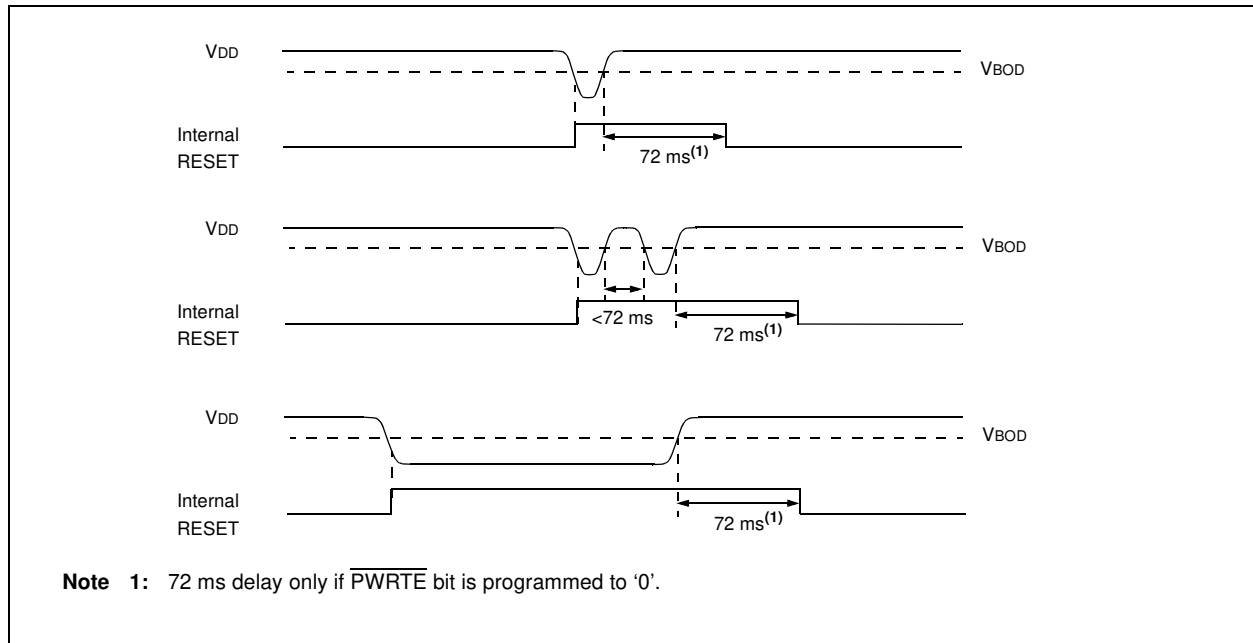 VDD
VBOD
Internal
RESET
72 ms(1)
VDD
VBOD
Internal
RESET
<72 ms
72 ms(1)
VDD
VBOD
Internal
RESET
72 ms(1)
Note 1: 72 ms delay only if PWRTE bit is programmed to ‘0’.